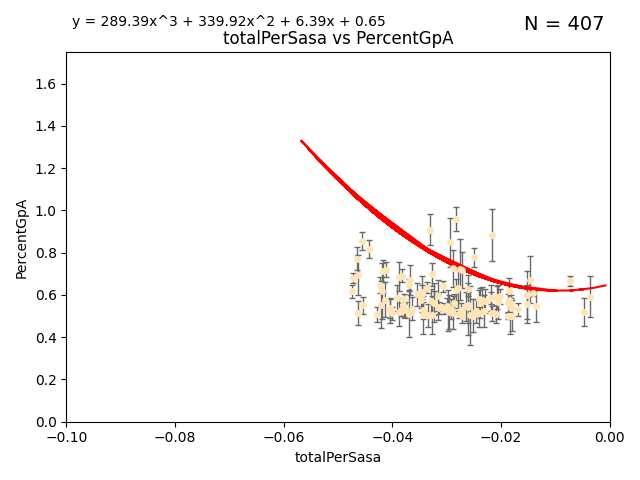 y = 289.39x^3 + 339.92x^2 + 6.39x + 0.65
N = 407
totalPerSasa vs PercentGpA
PercentGpA
1.6
1.4
1.2
1.0
0.8
0.6
0.4
0.2
0.0
−0.10 −0.08 −0.06 −0.04 −0.02 0.00
totalPerSasa